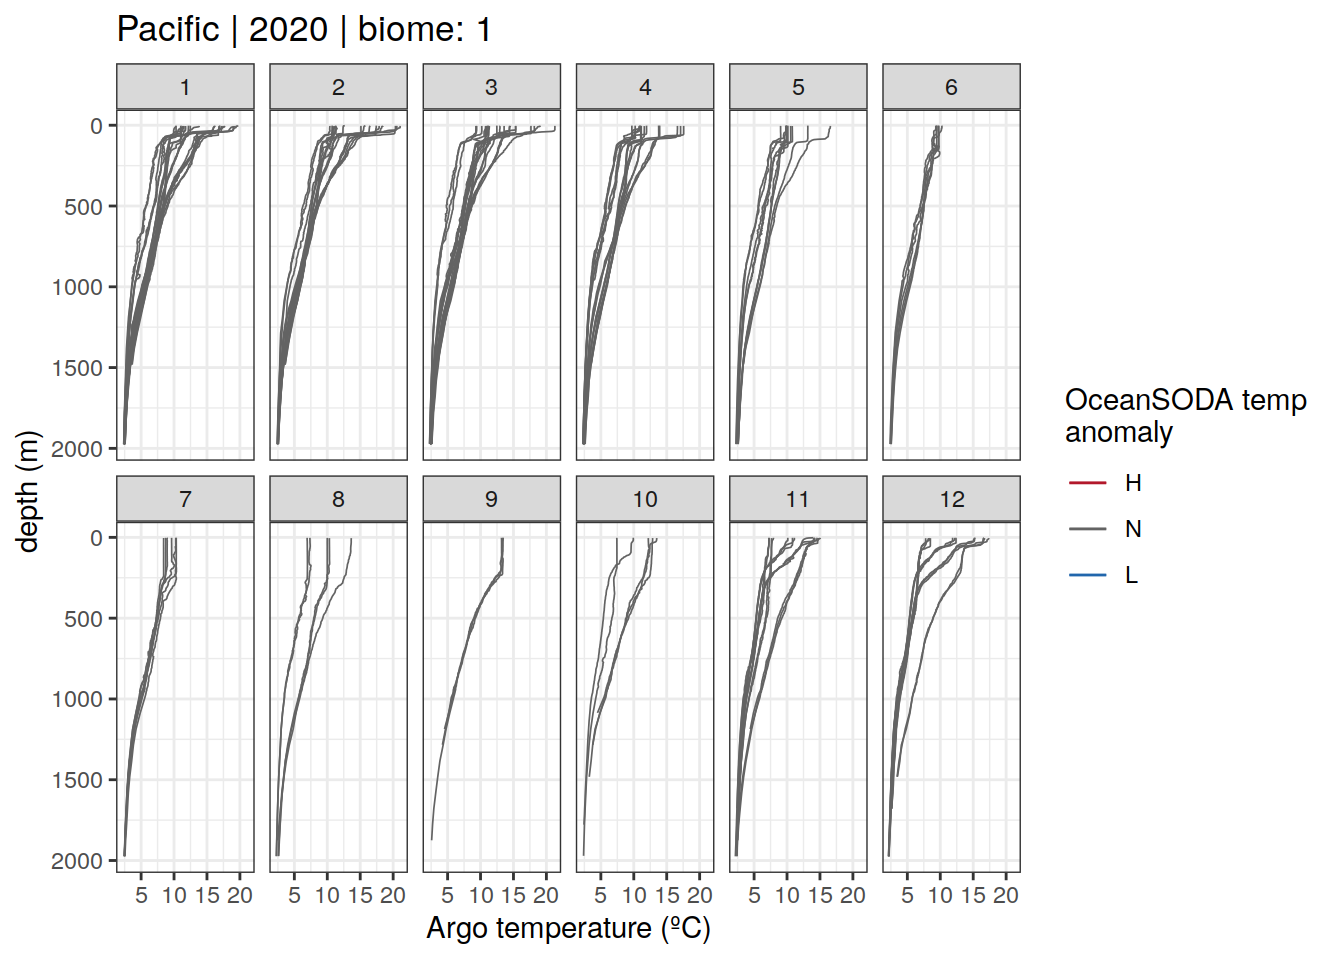 Pacific | 2020 | biome: 1
1 2 3 4 5 6
0
500
1000
1500
2000
7 8 9 10 11 12
0
500
1000
1500
2000
5 10 15 20 5 10 15 20 5 10 15 20 5 10 15 20 5 10 15 20 5 10 15 20
Argo temperature (ºC)
depth (m)
OceanSODA temp
anomaly
H
N
L